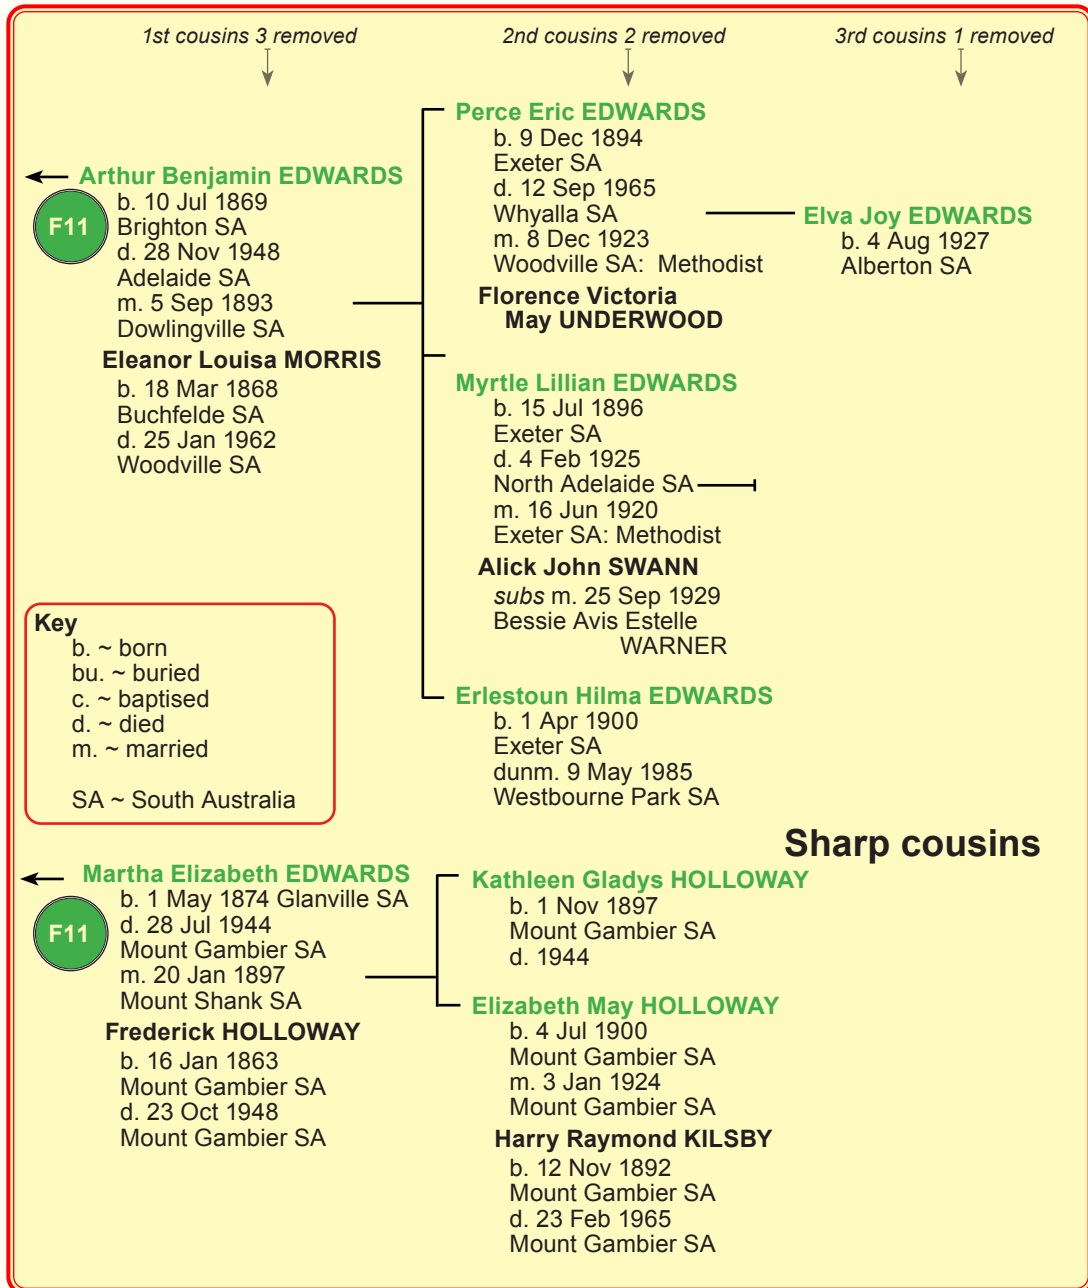 1st cousins 3 removed
2nd cousins 2 removed
3rd cousins 1 removed
Arthur Benjamin EDWARDS
F11
b. 10 Jul 1869
Brighton SA
d. 28 Nov 1948
Adelaide SA
m. 5 Sep 1893
Dowlingville SA
Eleanor Louisa MORRIS
b. 18 Mar 1868
Buchfelde SA
d. 25 Jan 1962
Woodville SA
Perce Eric EDWARDS
b. 9 Dec 1894
Exeter SA
d. 12 Sep 1965
Whyalla SA
m. 8 Dec 1923
Woodville SA: Methodist
Florence Victoria
May UNDERWOOD
Elva Joy EDWARDS
b. 4 Aug 1927
Alberton SA
Myrtle Lillian EDWARDS
b. 15 Jul 1896
Exeter SA
d. 4 Feb 1925
North Adelaide SA
m. 16 Jun 1920
Exeter SA: Methodist
Alick John SWANN
subs m. 25 Sep 1929
Bessie Avis Estelle
WARNER
Erlestoun Hilma EDWARDS
b. 1 Apr 1900
Exeter SA
dunm. 9 May 1985
Westbourne Park SA
Key
b. ~ born
bu. ~ buried
c. ~ baptised
d. ~ died
m. ~ married
SA ~ South Australia
Sharp cousins
Martha Elizabeth EDWARDS
F11
b. 1 May 1874 Glanville SA
d. 28 Jul 1944
Mount Gambier SA
m. 20 Jan 1897
Mount Shank SA
Frederick HOLLOWAY
b. 16 Jan 1863
Mount Gambier SA
d. 23 Oct 1948
Mount Gambier SA
Kathleen Gladys HOLLOWAY
b. 1 Nov 1897
Mount Gambier SA
d. 1944
Elizabeth May HOLLOWAY
b. 4 Jul 1900
Mount Gambier SA
m. 3 Jan 1924
Mount Gambier SA
Harry Raymond KILSBY
b. 12 Nov 1892
Mount Gambier SA
d. 23 Feb 1965
Mount Gambier SA